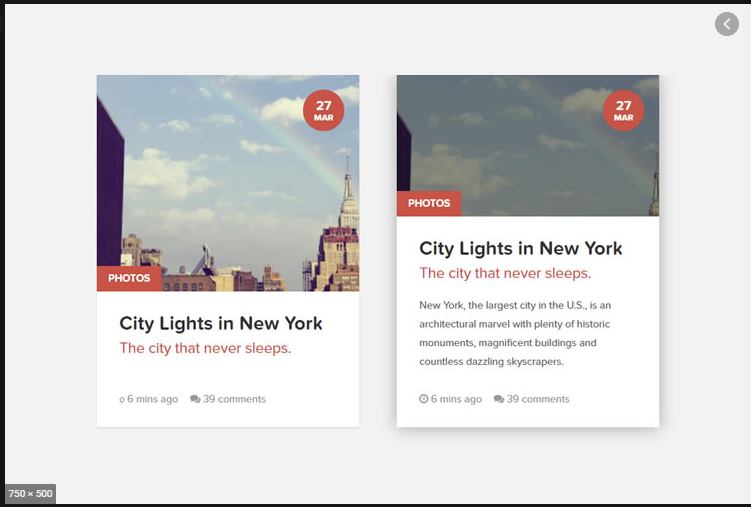 27
MAR
PHOTOS
City Lights in New York
The city that never sleeps.
6 mins ago 39 comments
27
MAR
PHOTOS
City Lights in New York
The city that never sleeps.
New York, the largest city in the U.S., is an
architectural marvel with plenty of historic
monuments, magnificent buildings and
countless dazzling skyscrapers.
6 mins ago 39 comments
750 × 500